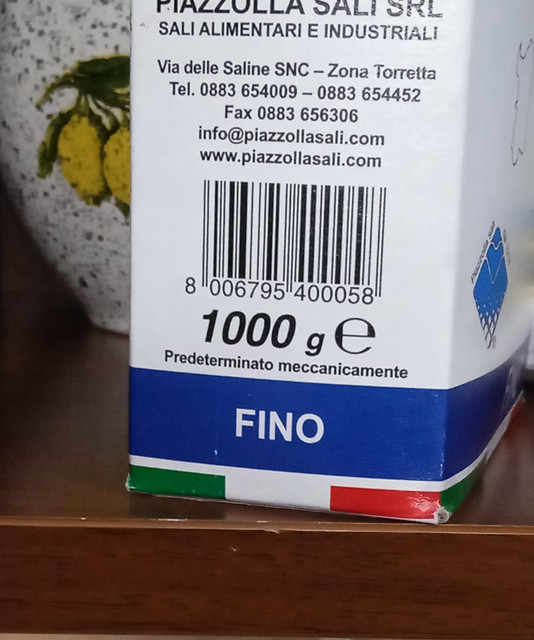 PIAZZOLLA SALI SRL
SALI ALIMENTARI E INDUSTRIALI
Via delle Saline SNC – Zona Torretta
Tel. 0883 654009 – 0883 654452
Fax 0883 656306
info@piazzollasali.com
www.piazzollasali.com
8 006795 400058
1000 g e
Predeterminato meccanicamente
FINO